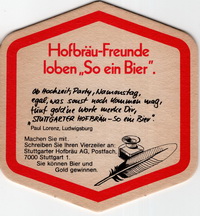 Hofbräu-Freunde
loben „So ein Bier".
Ob Hochzeit, Party, Namenstag,
egal, was sonst noch kommen mag,
fünf goldne Worte merke Dir,
„STUTTGARTER HOFBRÄU – So ein Bier"
Paul Lorenz, Ludwigsburg
Machen Sie mit.
Schreiben Sie Ihren Vierzeiler an:
Stuttgarter Hofbräu AG, Postfach,
7000 Stuttgart 1.
Sie können Bier und
Gold gewinnen.